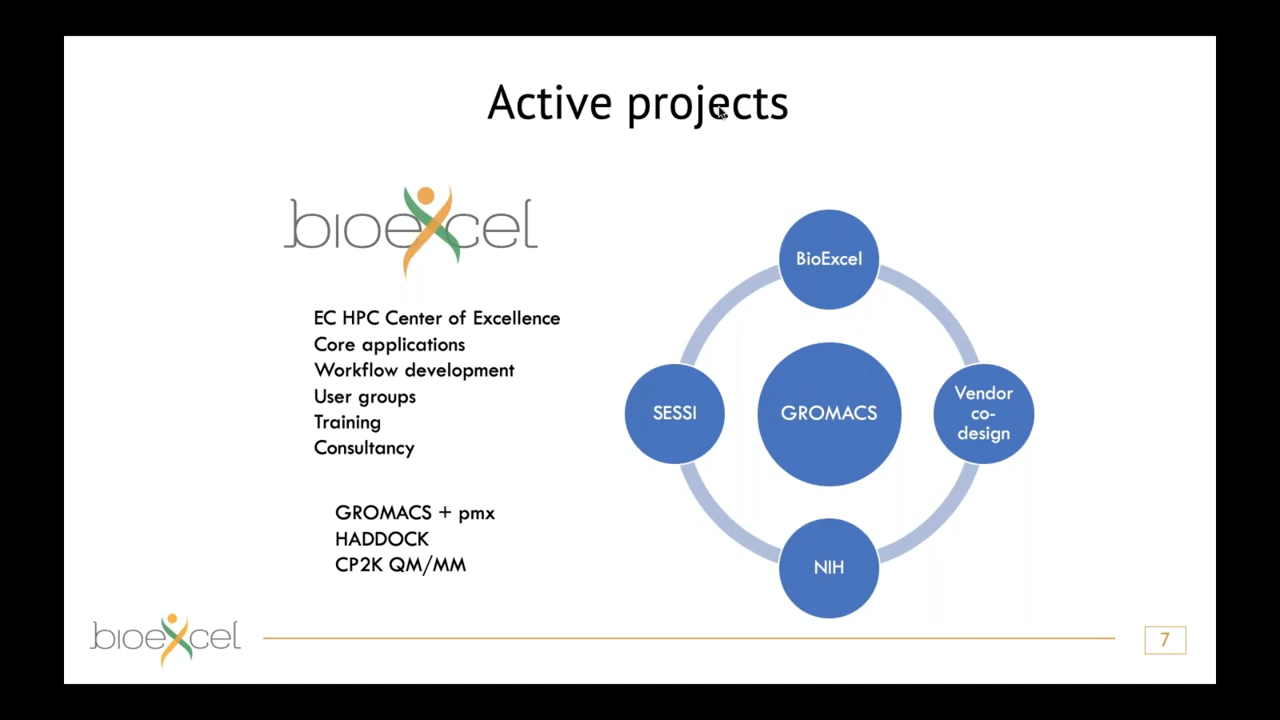 Active projects
bioexcel
EC HPC Center of Excellence
Core applications
Workflow development
User groups
Training
Consultancy
GROMACS + pmx
HADDOCK
CP2K QM/MM
BioExcel
SESSI
GROMACS
Vendor
co-
design
NIH
bioexcel
7